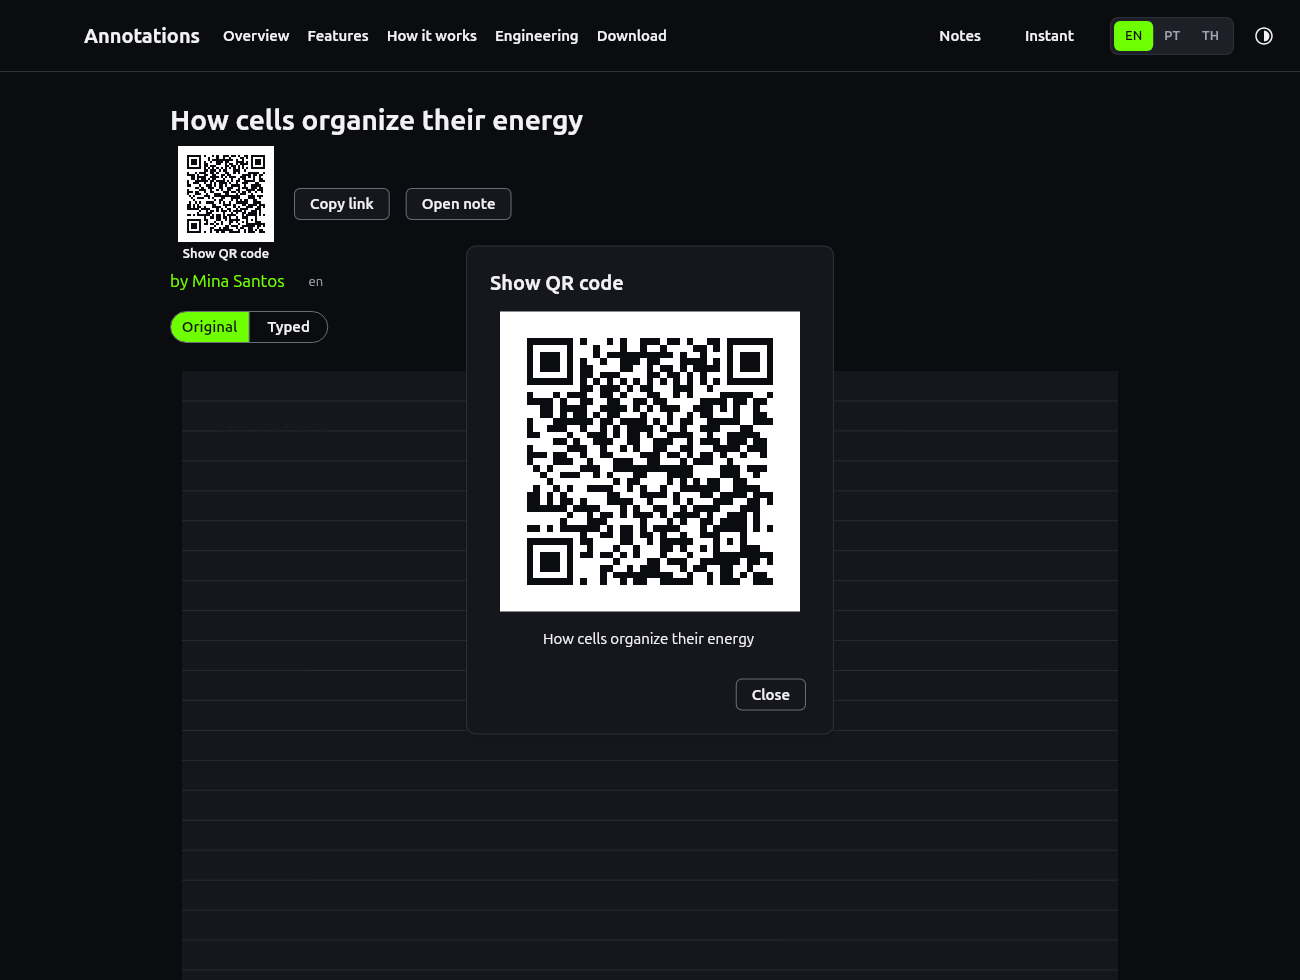 Annotations Overview Features How it works Engineering Download Notes Instant EN PT TH
How cells organize their energy
Copy link Open note
Show QR code
by Mina Santos en
Original Typed
Show QR code
How cells organize their energy
Close